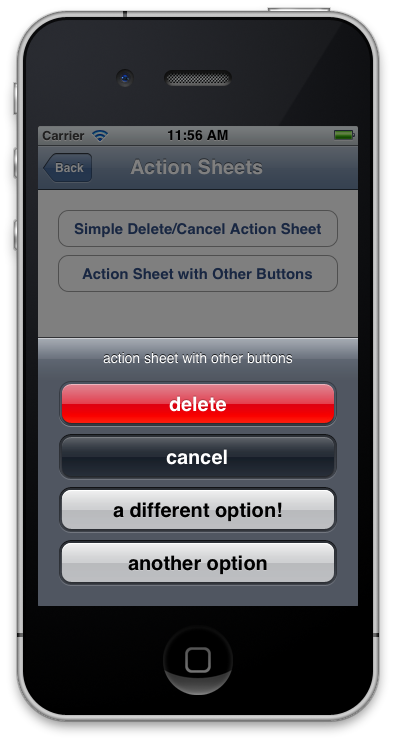 Carrier 11:56 AM
Back Action Sheets
Simple Delete/Cancel Action Sheet
Action Sheet with Other Buttons
action sheet with other buttons
delete
cancel
a different option!
another option